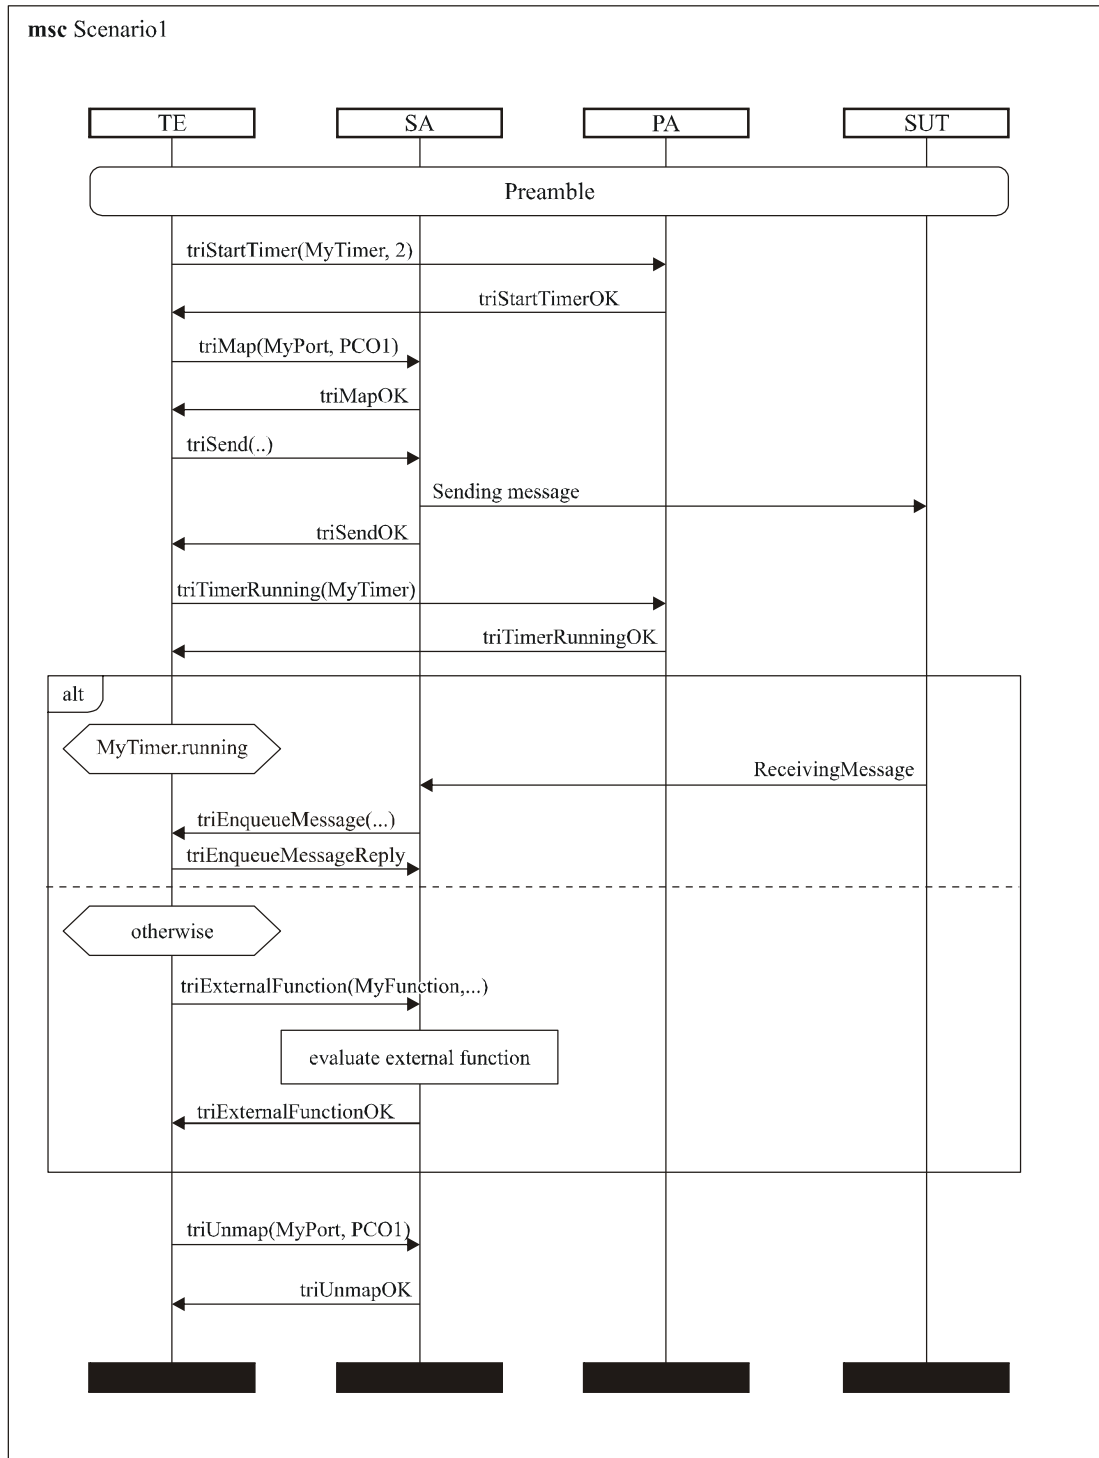 msc Scenario1
TE SA PA SUT
Preamble
triStartTimer(MyTimer, 2)
triStartTimerOK
triMap(MyPort, PCO1)
triMapOK
triSend(..)
Sending message
triSendOK
triTimerRunning(MyTimer)
triTimerRunningOK
alt
MyTimer.running
ReceivingMessage
triEnqueueMessage(...)
triEnqueueMessageReply
otherwise
triExternalFunction(MyFunction,...)
evaluate external function
triExternalFunctionOK
triUnmap(MyPort, PCO1)
triUnmapOK